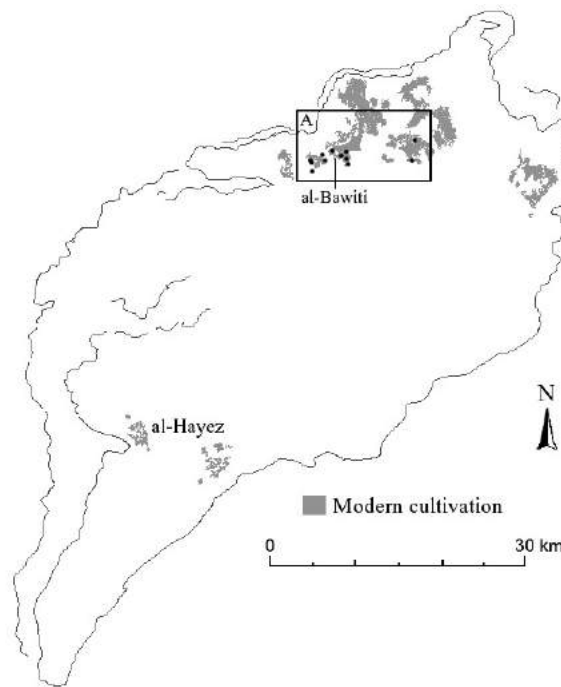 A
al-Bawiti
al-Hayez
N
Modern cultivation
0 30 km